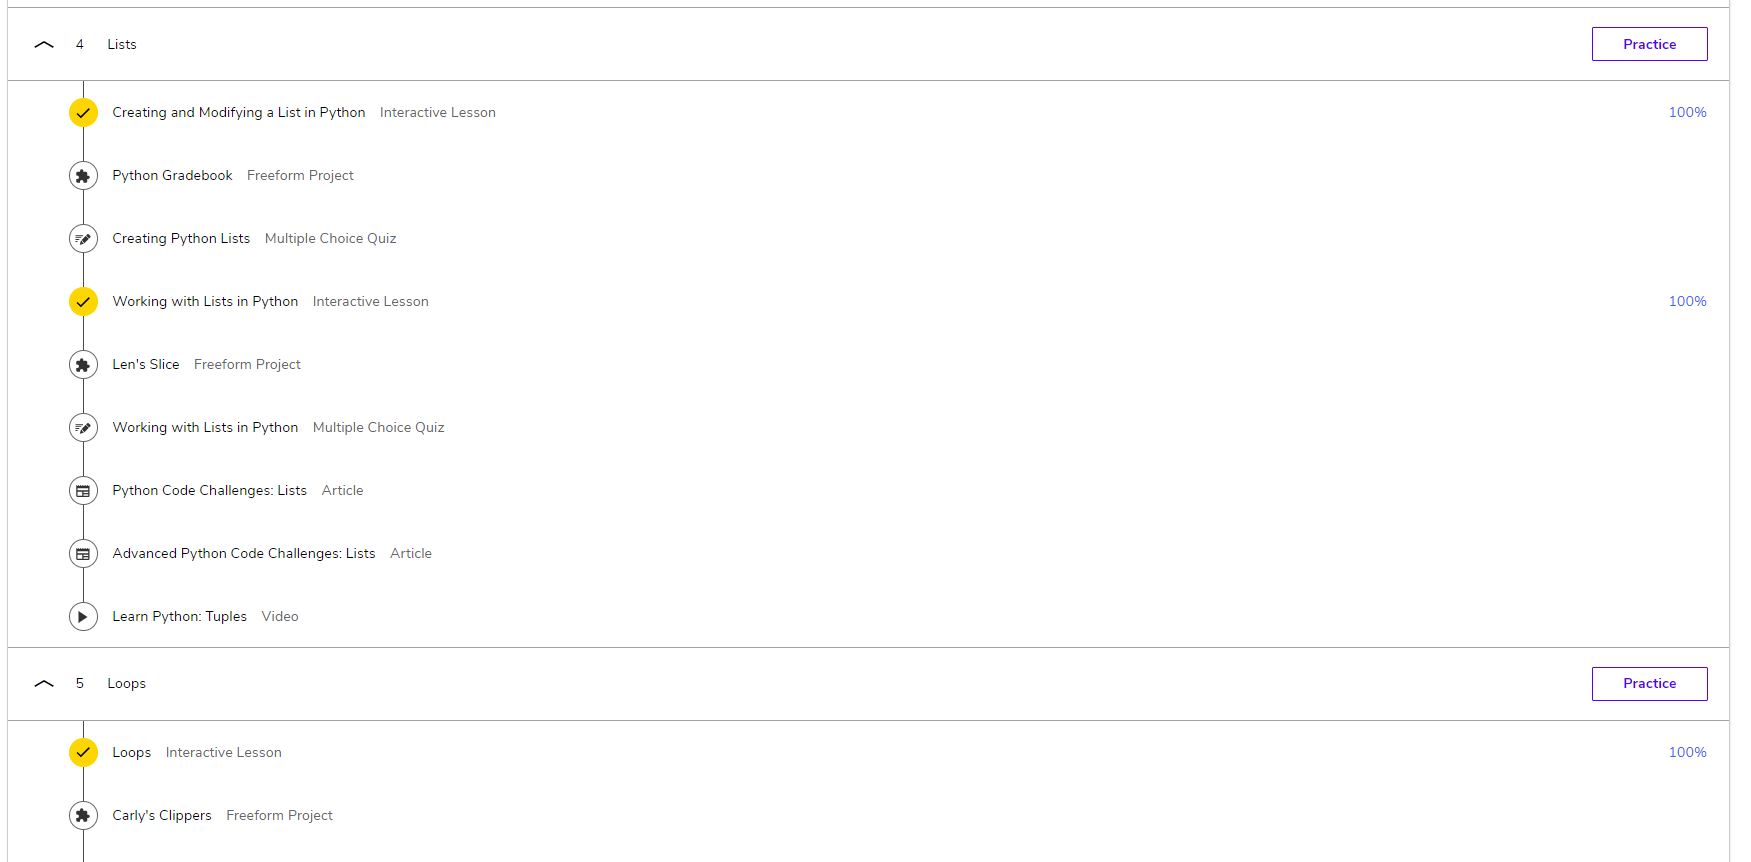 4 Lists Practice
Creating and Modifying a List in Python Interactive Lesson 100%
Python Gradebook Freeform Project
Creating Python Lists Multiple Choice Quiz
Working with Lists in Python Interactive Lesson 100%
Len's Slice Freeform Project
Working with Lists in Python Multiple Choice Quiz
Python Code Challenges: Lists Article
Advanced Python Code Challenges: Lists Article
Learn Python: Tuples Video
5 Loops Practice
Loops Interactive Lesson 100%
Carly's Clippers Freeform Project